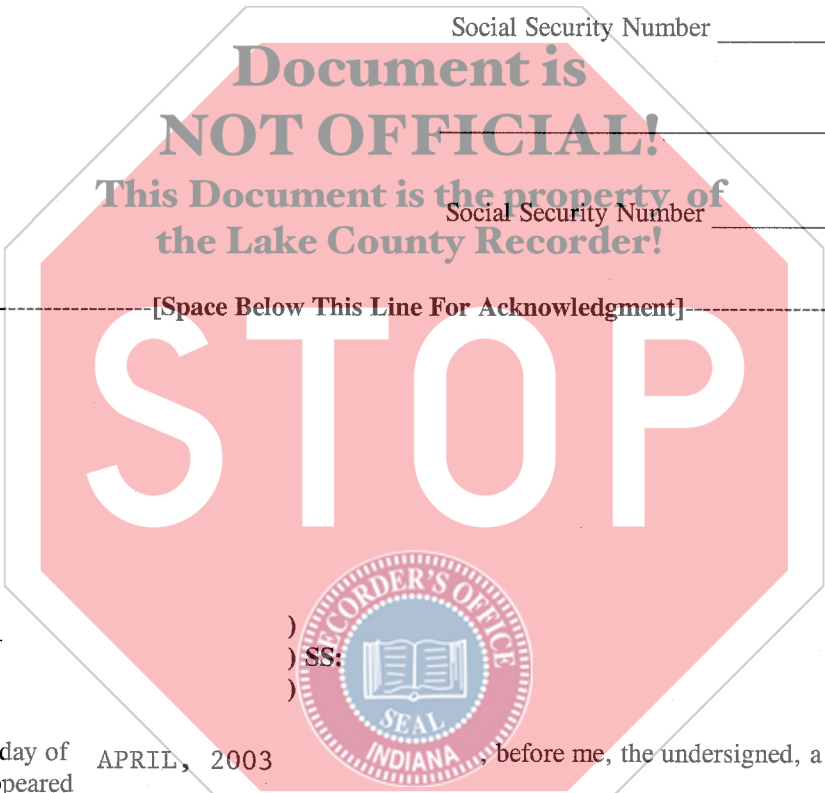 Social Security Number
Document is
NOT OFFICIAL!
This Document is the property of
Social Security Number
the Lake County Recorder!
[Space Below This Line For Acknowledgment]
STOP
RECORDER'S OFFICE
)
) SS:
)
SEAL
INDIANA
day of APRIL, 2003 , before me, the undersigned, a
peared